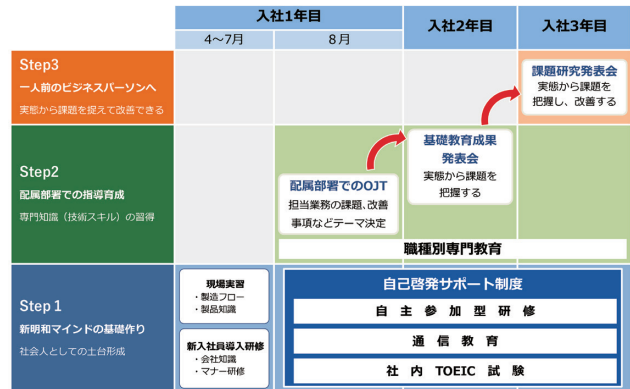 入社1年目
4〜7月
8月
入社2年目
入社3年目
Step3
一人前のビジネスパーソンへ
実態から課題を捉えて改善できる
課題研究発表会
実態から課題を
把握し、改善する
Step2
配属部署での指導育成
専門知識（技術スキル）の習得
配属部署でのOJT
担当業務の課題、改善
事項などテーマ決定
基礎教育成果
発表会
実態から課題を
把握する
職種別専門教育
Step 1
新明和マインドの基礎作り
社会人としての土台形成
現場実習
・製造フロー
・製品知識
新入社員導入研修
・会社知識
・マナー研修
自己啓発サポート制度
自主参加型研修
通信教育
社内 TOEIC 試験